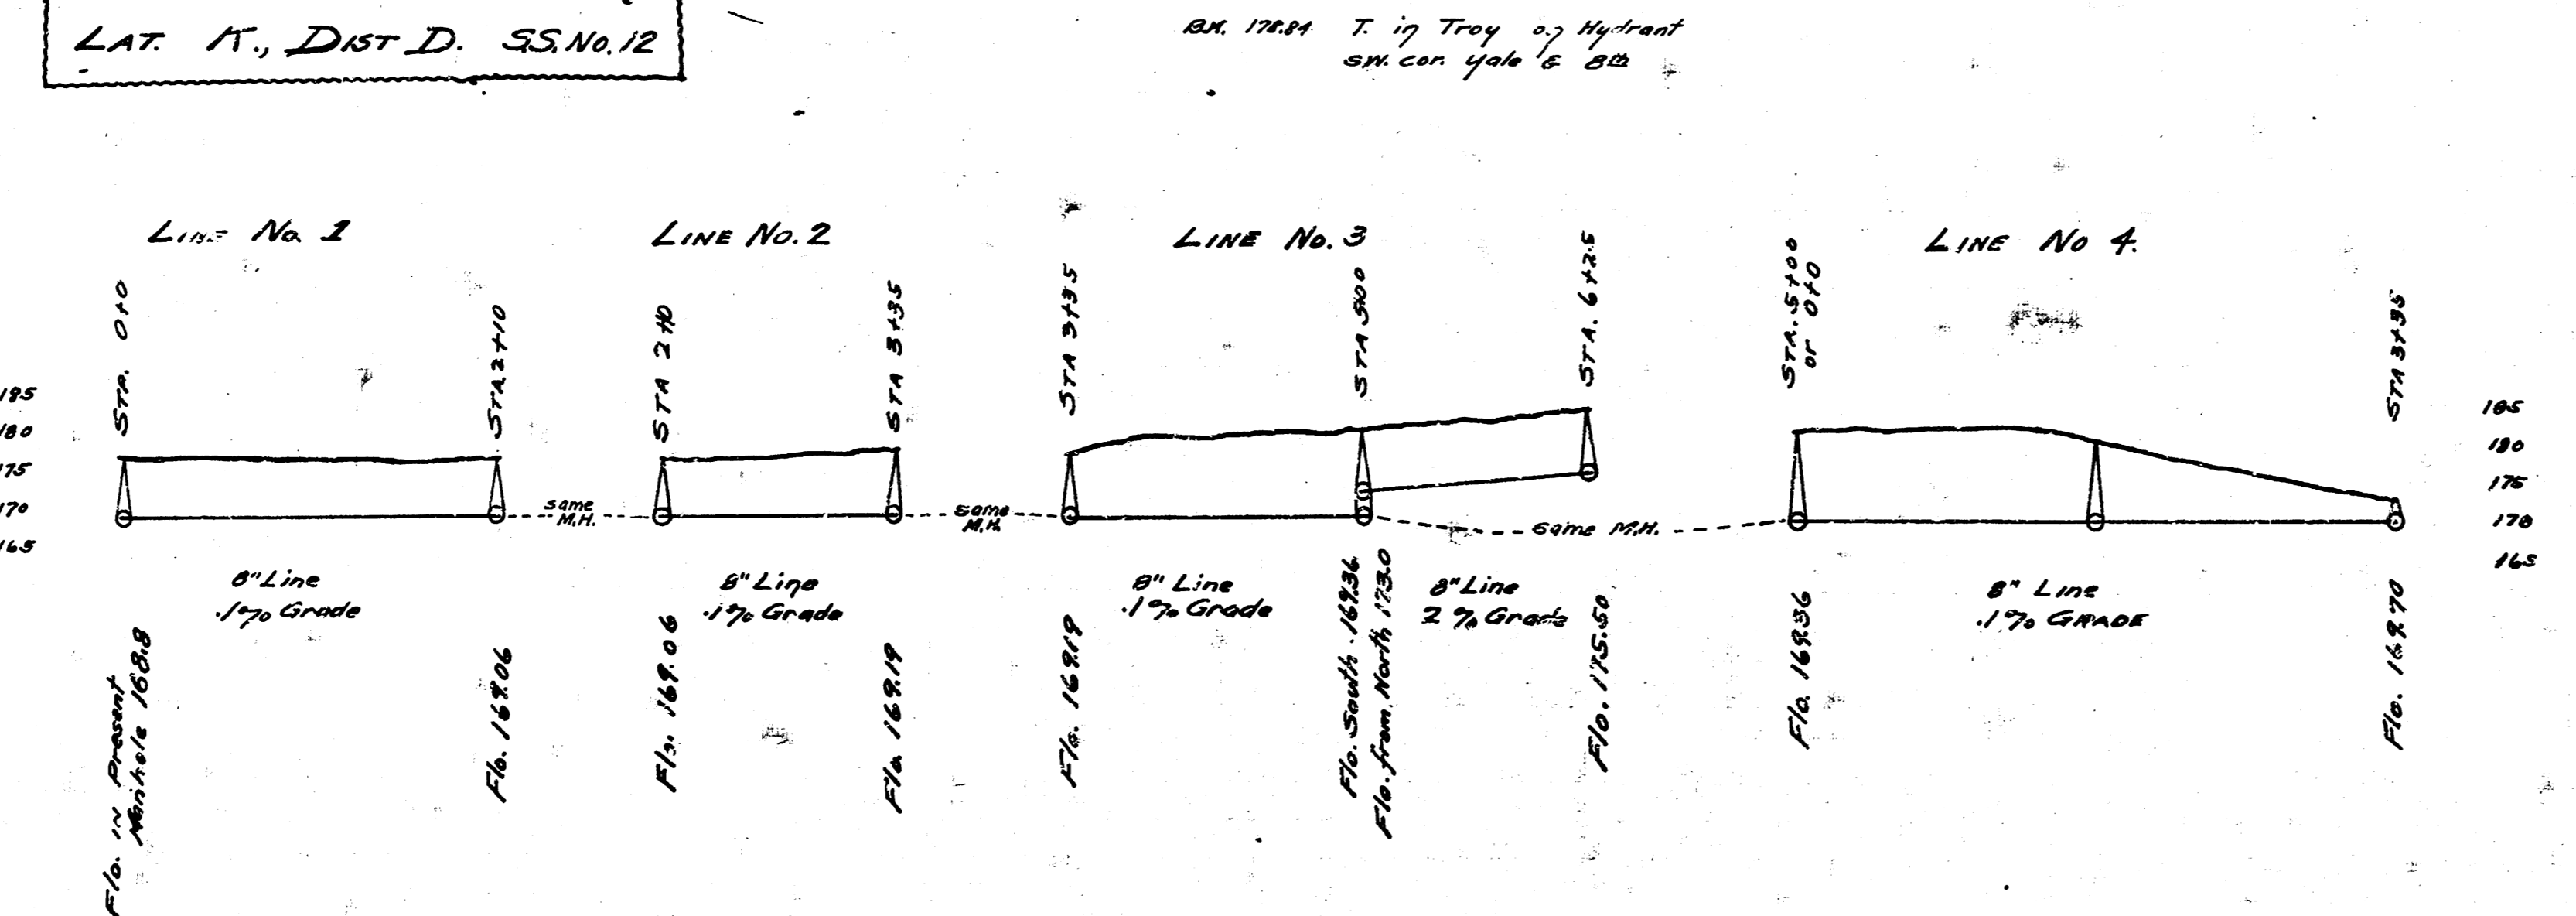 LAT. K., DIST D. S.S. No. 12
B.M. 178.84 T. in Troy on Hydrant
SW. cor. Yale & 8th
LINE No. 1
LINE No. 2
LINE No. 3
LINE No 4.
STA. 0+0
STA 2+10
STA 2+10
STA 3+35
STA 3+35
STA 5+00
STA. 6+25
STA. 5+00
or 0+0
STA 3+35
185
180
175
170
165
185
180
175
170
165
same
M.H.
same
M.H.
same M.H.
8" Line
.1% Grade
8" Line
.1% Grade
8" Line
.1% Grade
8" Line
2% Grade
8" Line
.1% GRADE
Flo. IN Present
Manhole 168.8
Flo. 169.06
Flo. 169.06
Flo. 169.19
Flo. 169.19
Flo. South. 169.36
Flo. from North 173.0
Flo. 175.50
Flo. 169.36
Flo. 169.70